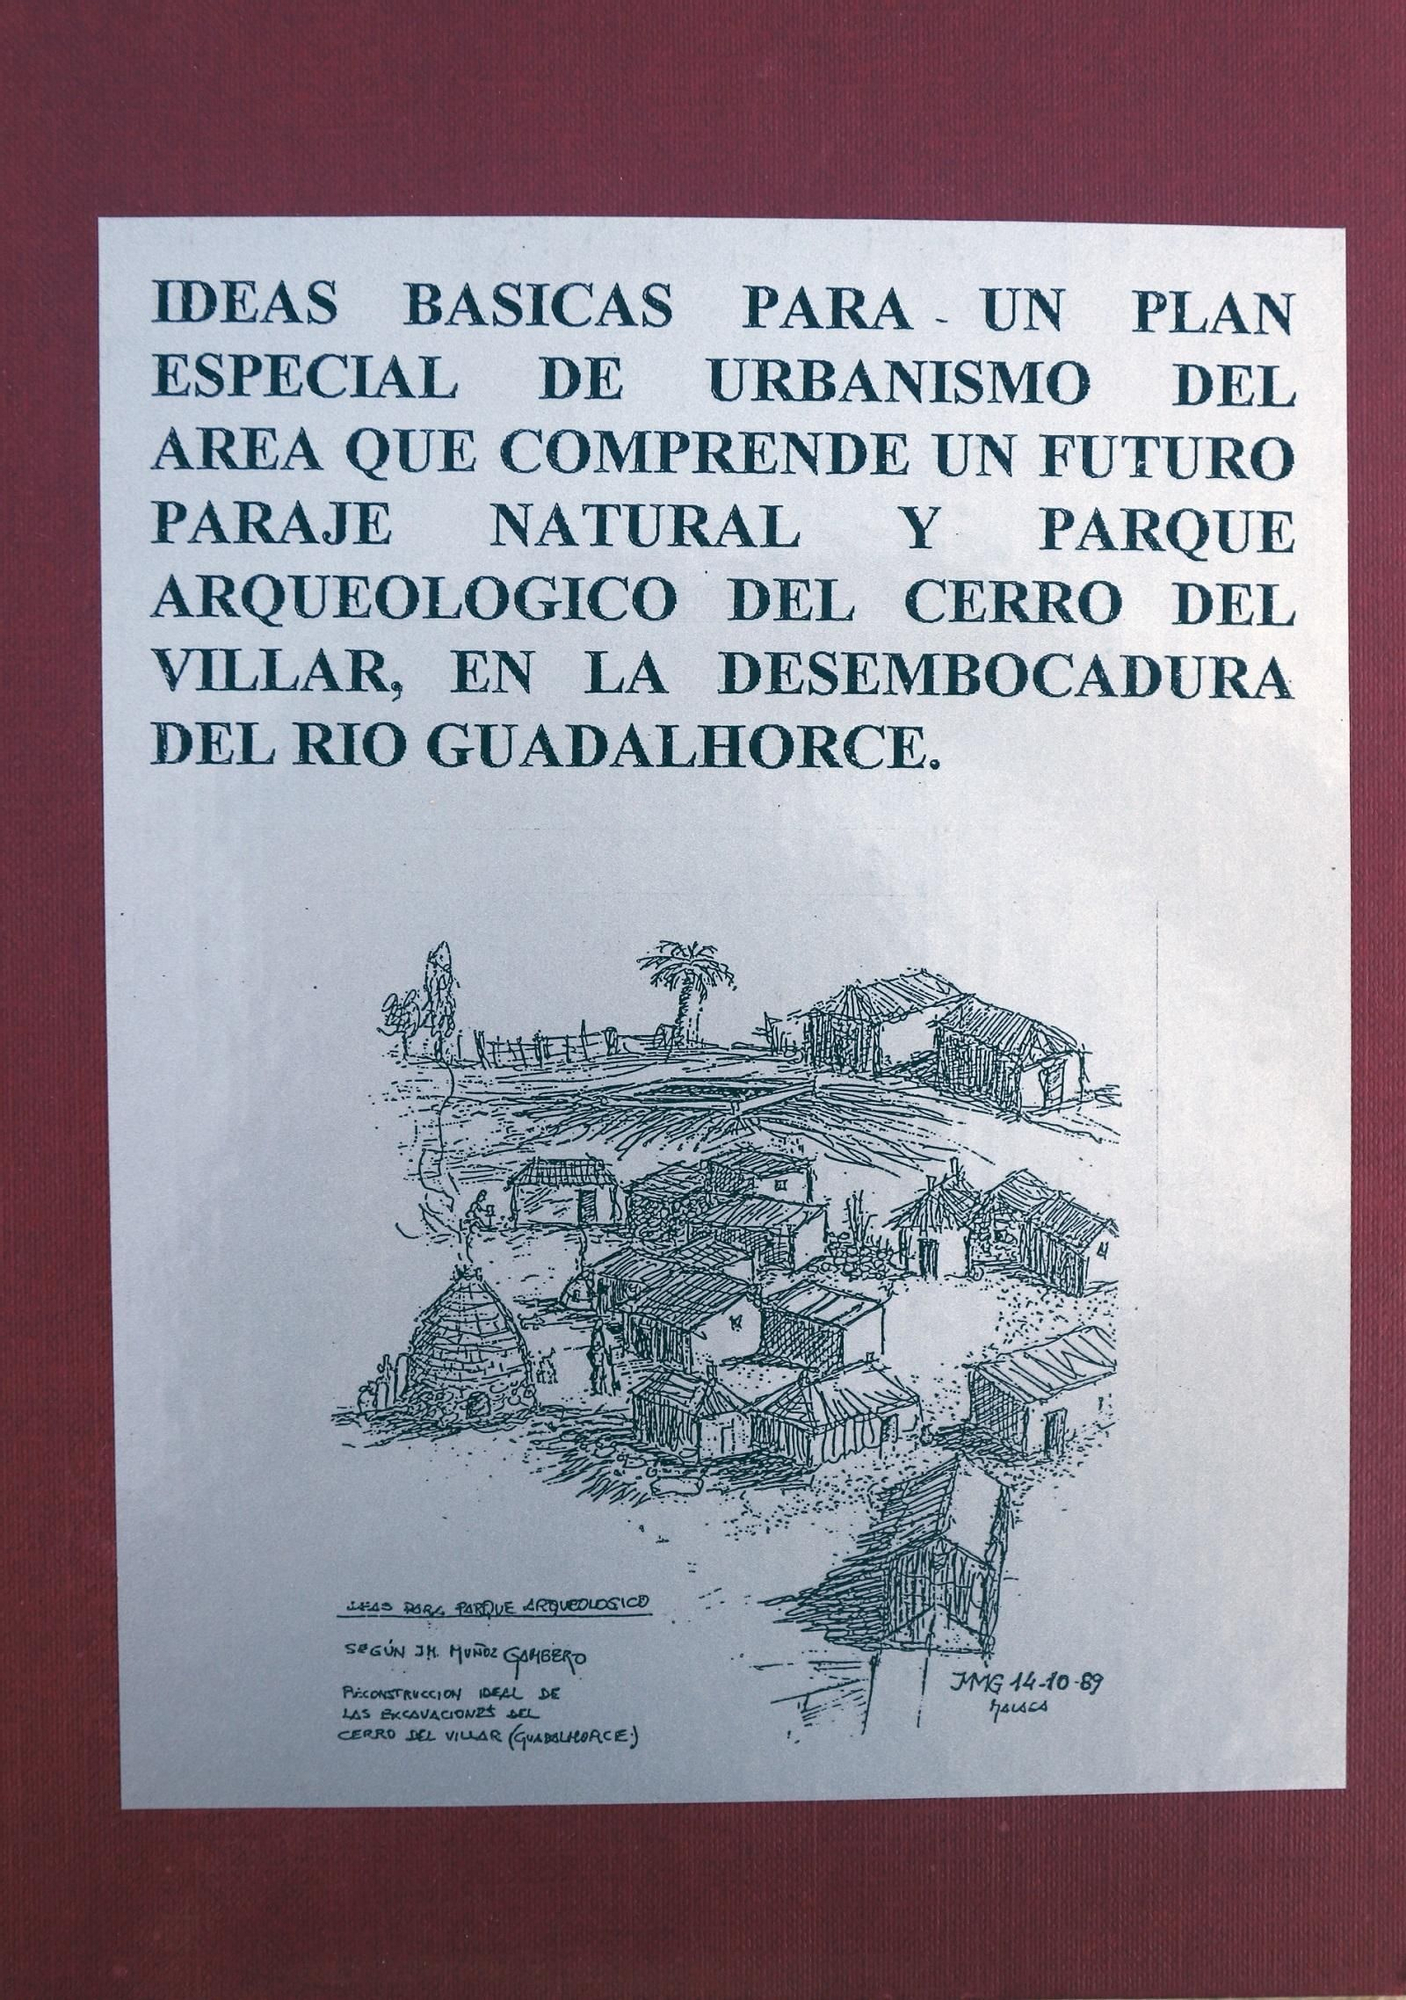 IDEAS BASICAS PARA UN PLAN
ESPECIAL DE URBANISMO DEL
AREA QUE COMPRENDE UN FUTURO
PARAJE NATURAL Y PARQUE
ARQUEOLOGICO DEL CERRO DEL
VILLAR, EN LA DESEMBOCADURA
DEL RIO GUADALHORCE.
IDEAS PARA PARQUE ARQUEOLOGICO
SEGÚN J.M. MUÑOZ GAMBERO
RECONSTRUCCION IDEAL DE
LAS EXCAVACIONES DEL
CERRO DEL VILLAR (GUADALHORCE)
JMMG 14-10-89
MALAGA